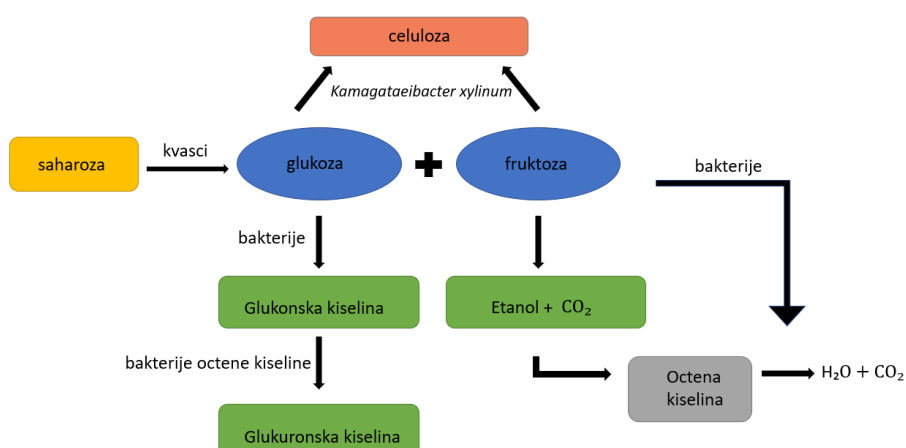 celuloza
Kamagataeibacter xylinum
saharoza
kvasci
glukoza
fruktoza
bakterije
bakterije
Glukonska kiselina
Etanol + CO₂
bakterije octene kiseline
Octena
kiselina
H₂O + CO₂
Glukuronska kiselina